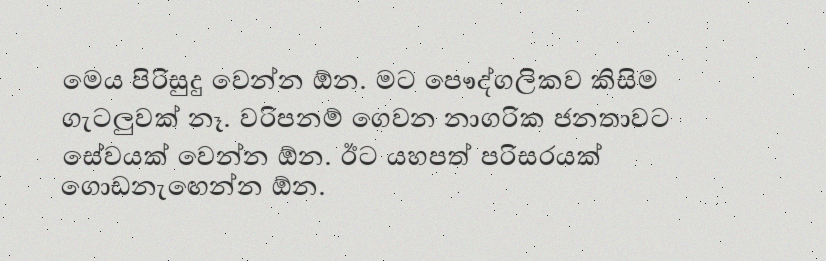 මෙය පිරිසුදු වෙන්න ඕන. මට පෞද්ගලිකව කිසිම
ගැටලුවක් නෑ. වරිපනම් ගෙවන නාගරික ජනතාවට
සේවයක් වෙන්න ඕන. ඊට යහපත් පරිසරයක්
ගොඩනැඟෙන්න ඕන.